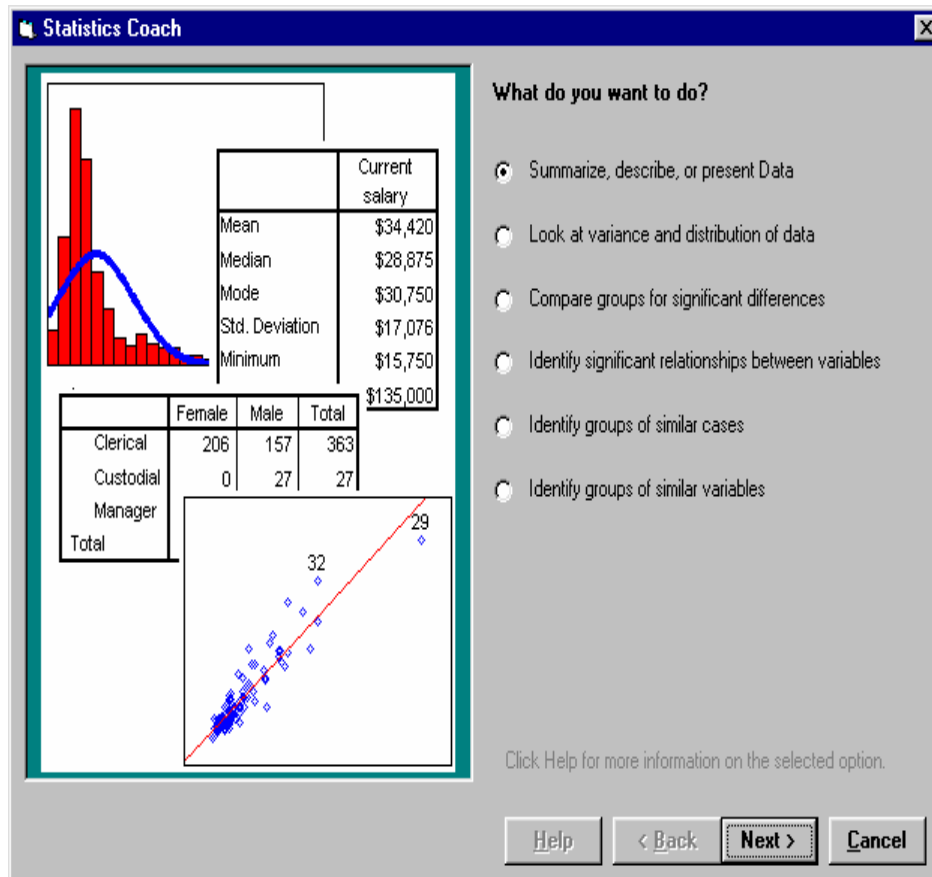 Statistics Coach
What do you want to do?
Summarize, describe, or present Data
Look at variance and distribution of data
Compare groups for significant differences
Identify significant relationships between variables
Identify groups of similar cases
Identify groups of similar variables
Current
salary
Mean $34,420
Median $28,875
Mode $30,750
Std. Deviation $17,076
Minimum $15,750
$135,000
Female Male Total
Clerical 206 157 363
Custodial 0 27 27
Manager
Total
29
32
Click Help for more information on the selected option.
Help < Back Next > Cancel